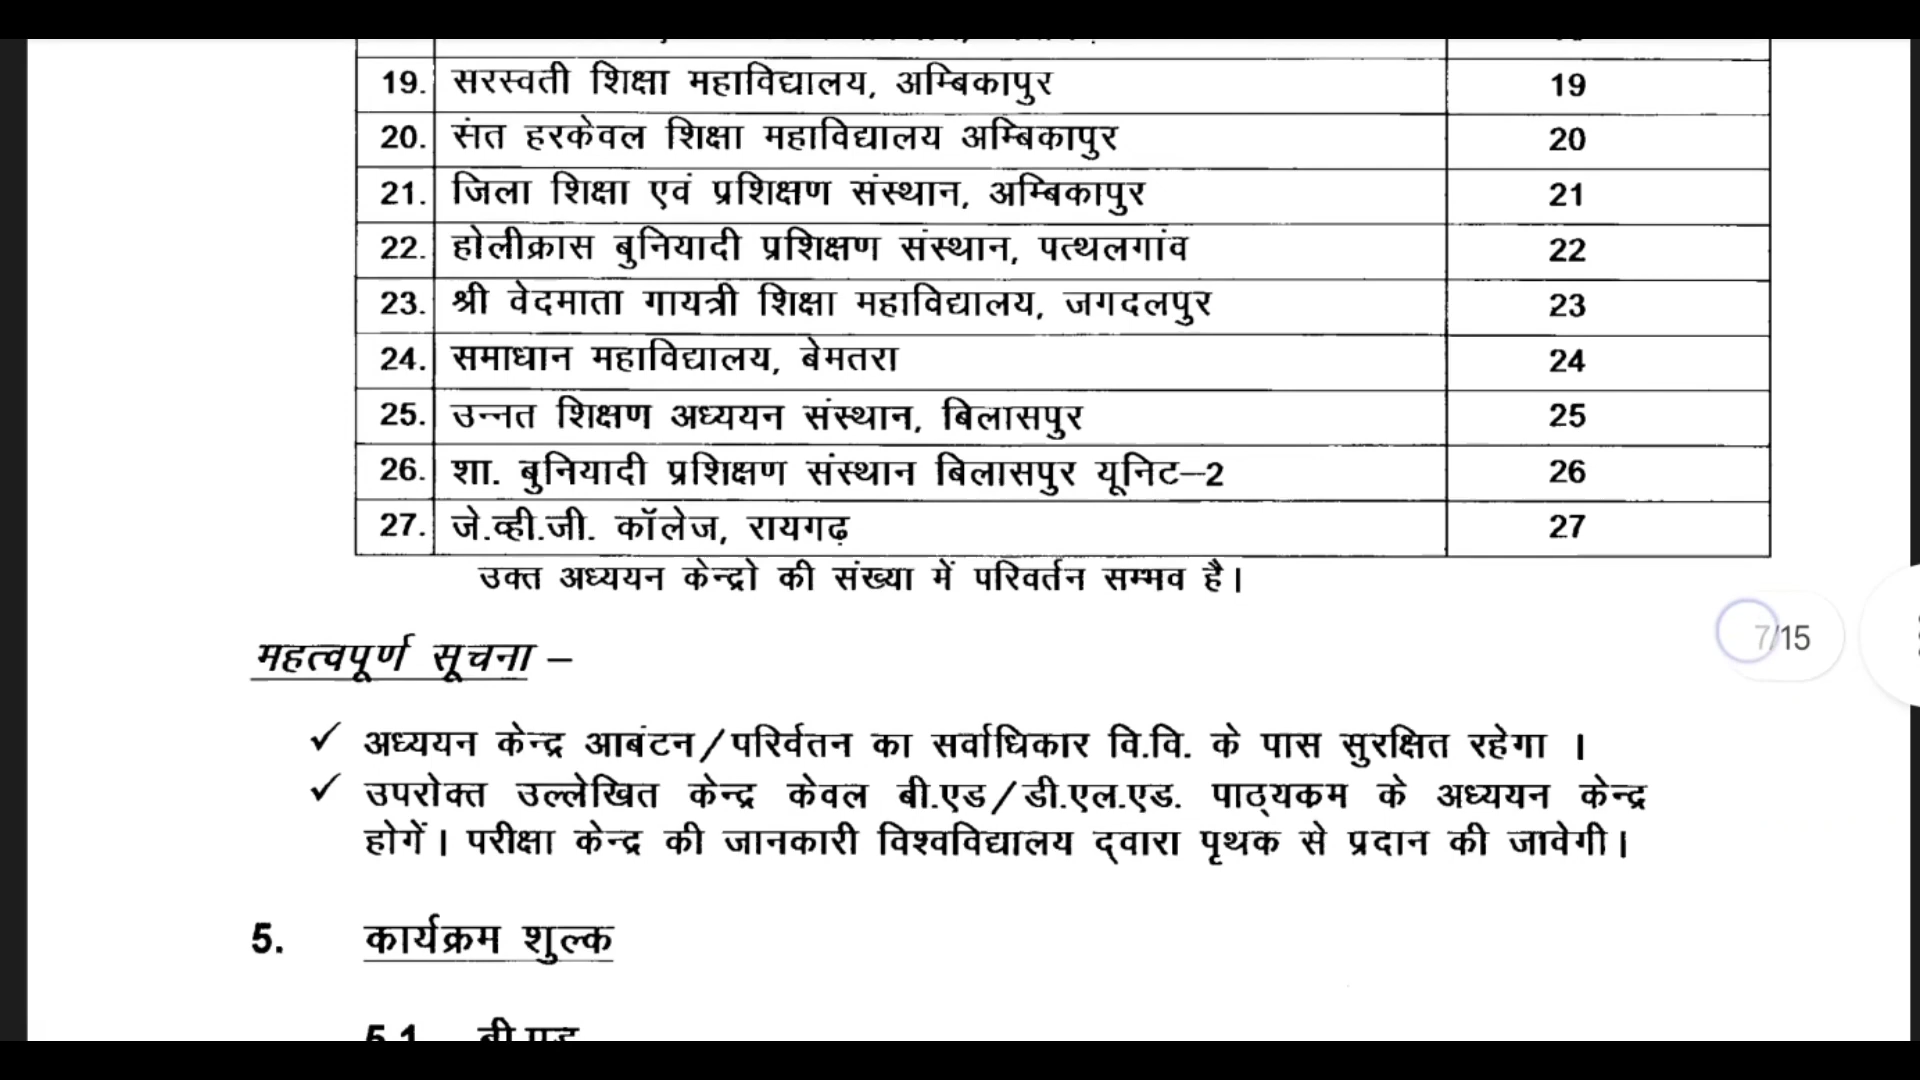 19. सरस्वती शिक्षा महाविद्यालय, अम्बिकापुर 19
20. संत हरकेवल शिक्षा महाविद्यालय अम्बिकापुर 20
21. जिला शिक्षा एवं प्रशिक्षण संस्थान, अम्बिकापुर 21
22. होलीक्रास बुनियादी प्रशिक्षण संस्थान, पत्थलगांव 22
23. श्री वेदमाता गायत्री शिक्षा महाविद्यालय, जगदलपुर 23
24. समाधान महाविद्यालय, बेमतरा 24
25. उन्नत शिक्षण अध्ययन संस्थान, बिलासपुर 25
26. शा. बुनियादी प्रशिक्षण संस्थान बिलासपुर यूनिट–2 26
27. जे.व्ही.जी. कॉलेज, रायगढ़ 27
उक्त अध्ययन केन्द्रो की संख्या में परिवर्तन सम्भव है।
महत्वपूर्ण सूचना –
7/15
✓ अध्ययन केन्द्र आबंटन/परिर्वतन का सर्वाधिकार वि.वि. के पास सुरक्षित रहेगा ।
✓ उपरोक्त उल्लेखित केन्द्र केवल बी.एड/डी.एल.एड. पाठ्यकम के अध्ययन केन्द्र
होगें। परीक्षा केन्द्र की जानकारी विश्वविद्यालय द्वारा पृथक से प्रदान की जावेगी।
5. कार्यक्रम शुल्क
5.1 बी.एड